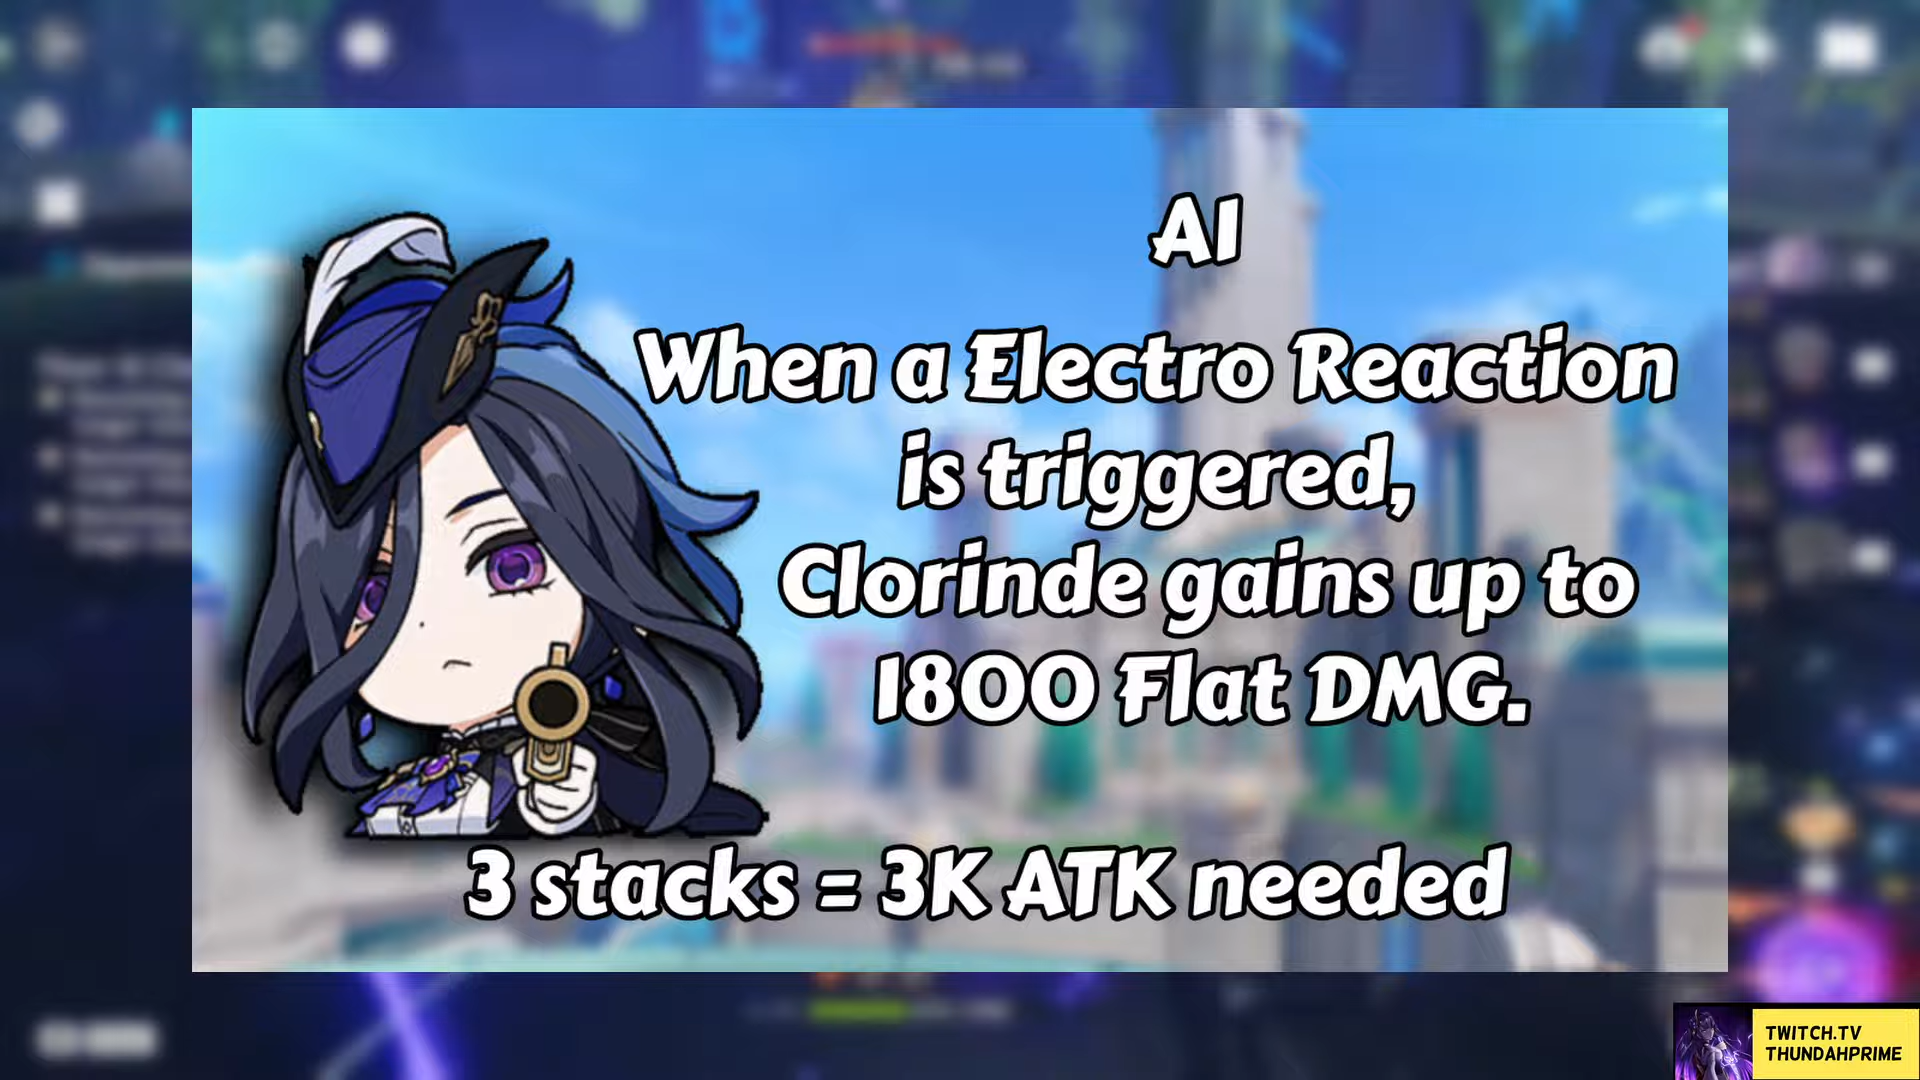 A1
When a Electro Reaction
is triggered,
Clorinde gains up to
1800 Flat DMG.
3 stacks = 3K ATK needed
TWITCH.TV
THUNDAHPRIME